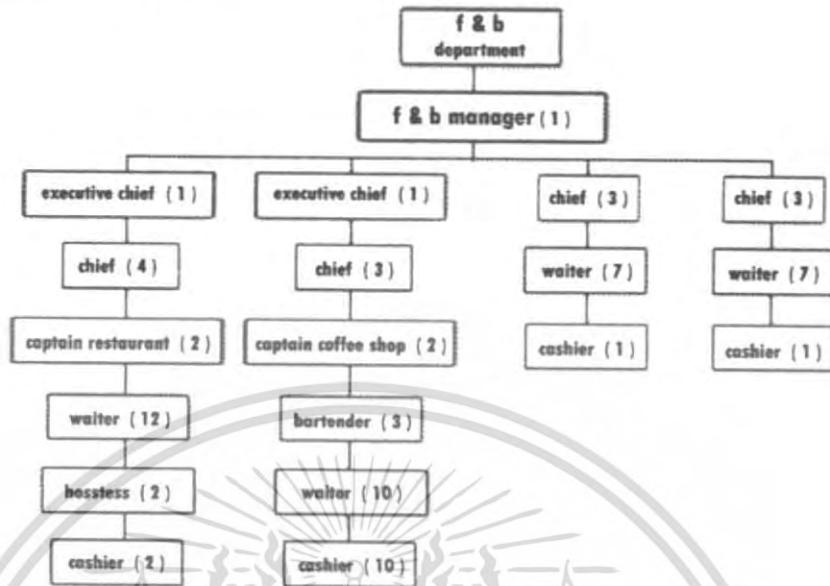 f & b
department
f & b manager ( 1 )
executive chief ( 1 )
executive chief ( 1 )
chief ( 3 )
chief ( 3 )
chief ( 4 )
chief ( 3 )
waiter ( 7 )
waiter ( 7 )
captain restaurant ( 2 )
captain coffee shop ( 2 )
cashier ( 1 )
cashier ( 1 )
waiter ( 12 )
bartender ( 3 )
hosstess ( 2 )
waiter ( 10 )
cashier ( 2 )
cashier ( 10 )